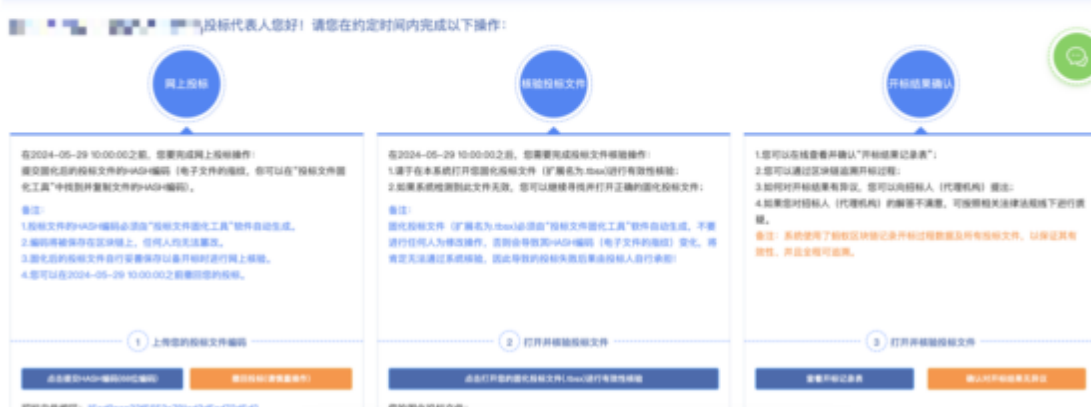 投标代表人您好！请您在约定时间内完成以下操作：
网上投标
在2024-05-29 10:00:00之前，您要完成网上投标操作：
提交固化后的投标文件的HASH编码（电子文件的指纹，你可以在"投标文件固
化工具"中找到并复制文件的HASH编码）。
备注：
1.投标文件的HASH编码必须由"投标文件固化工具"软件自动生成。
2.编码将被保存在区块链上，任何人均无法篡改。
3.固化后的投标文件自行妥善保存以备开标时进行网上核验。
4.您可以在2024-05-29 10:00:00之前撤回您的投标。
1 上传您的投标文件编码
点击提交HASH编码(68位编码)
核验投标文件
在2024-05-29 10:00:00之后，您需要完成投标文件核验操作：
1.请于在本系统打开您固化投标文件（扩展名为.tbsx)进行有效性核验；
2.如果系统检测到此文件无效，您可以继续寻找并打开正确的固化投标文件；
备注：
固化投标文件（扩展名为.tbsx)必须由"投标文件固化工具"软件自动生成，不要
进行任何人为修改操作，否则会导致其HASH编码（电子文件的指纹）变化，将
肯定无法通过系统核验，因此导致的投标失败后果由投标人自行承担！
2 打开并核验投标文件
点击打开您的固化投标文件(.tbsx)进行有效性核验
开标结果确认
1.您可以在线查看并确认"开标结果记录表"；
2.您可以通过区块链追溯开标过程；
3.如何对开标结果有异议，您可以向招标人（代理机构）提出；
4.如果您对招标人（代理机构）的解答不满意，可按照相关法律法规线下进行质
疑。
备注：系统使用了蚂蚁区块链记录开标过程数据及所有投标文件，以保证其有
效性，并且全程可追溯。
3 打开并核验投标文件
查看开标记录表
确认对开标结果无异议